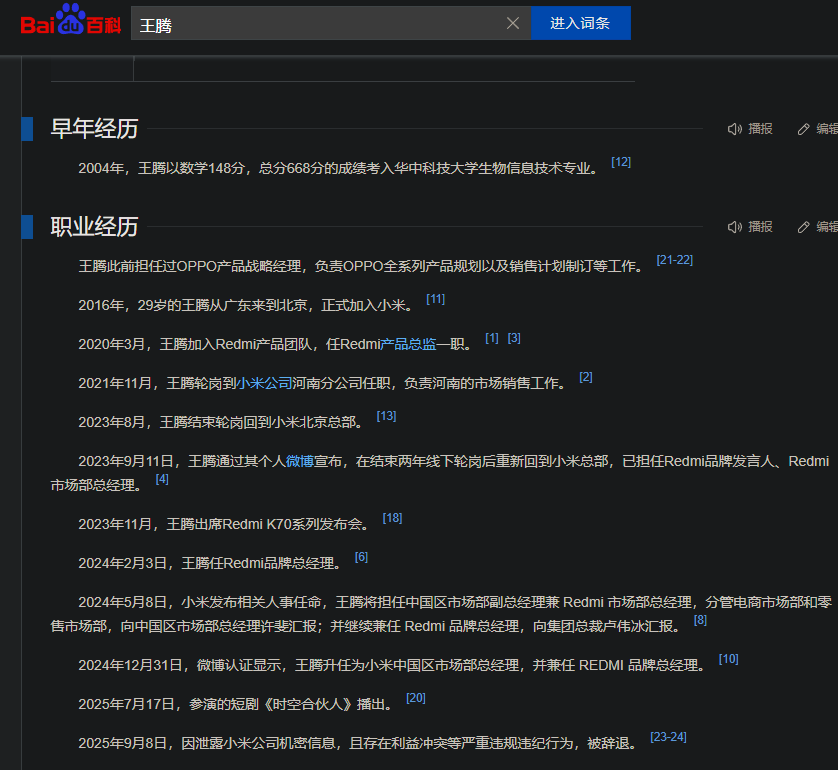 Bai du 百科 王腾 进入词条
早年经历 播报 编辑
2004年，王腾以数学148分，总分668分的成绩考入华中科技大学生物信息技术专业。 [12]
职业经历 播报 编辑
王腾此前担任过OPPO产品战略经理，负责OPPO全系列产品规划以及销售计划制订等工作。 [21-22]
2016年，29岁的王腾从广东来到北京，正式加入小米。 [11]
2020年3月，王腾加入Redmi产品团队，任Redmi产品总监一职。 [1] [3]
2021年11月，王腾轮岗到小米公司河南分公司任职，负责河南的市场销售工作。 [2]
2023年8月，王腾结束轮岗回到小米北京总部。 [13]
2023年9月11日，王腾通过其个人微博宣布，在结束两年线下轮岗后重新回到小米总部，已担任Redmi品牌发言人、Redmi
市场部总经理。 [4]
2023年11月，王腾出席Redmi K70系列发布会。 [18]
2024年2月3日，王腾任Redmi品牌总经理。 [6]
2024年5月8日，小米发布相关人事任命，王腾将担任中国区市场部副总经理兼 Redmi 市场部总经理，分管电商市场部和零
售市场部，向中国区市场部总经理许斐汇报；并继续兼任 Redmi 品牌总经理，向集团总裁卢伟冰汇报。 [8]
2024年12月31日，微博认证显示，王腾升任为小米中国区市场部总经理，并兼任 REDMI 品牌总经理。 [10]
2025年7月17日，参演的短剧《时空合伙人》播出。 [20]
2025年9月8日，因泄露小米公司机密信息，且存在利益冲突等严重违规违纪行为，被辞退。 [23-24]